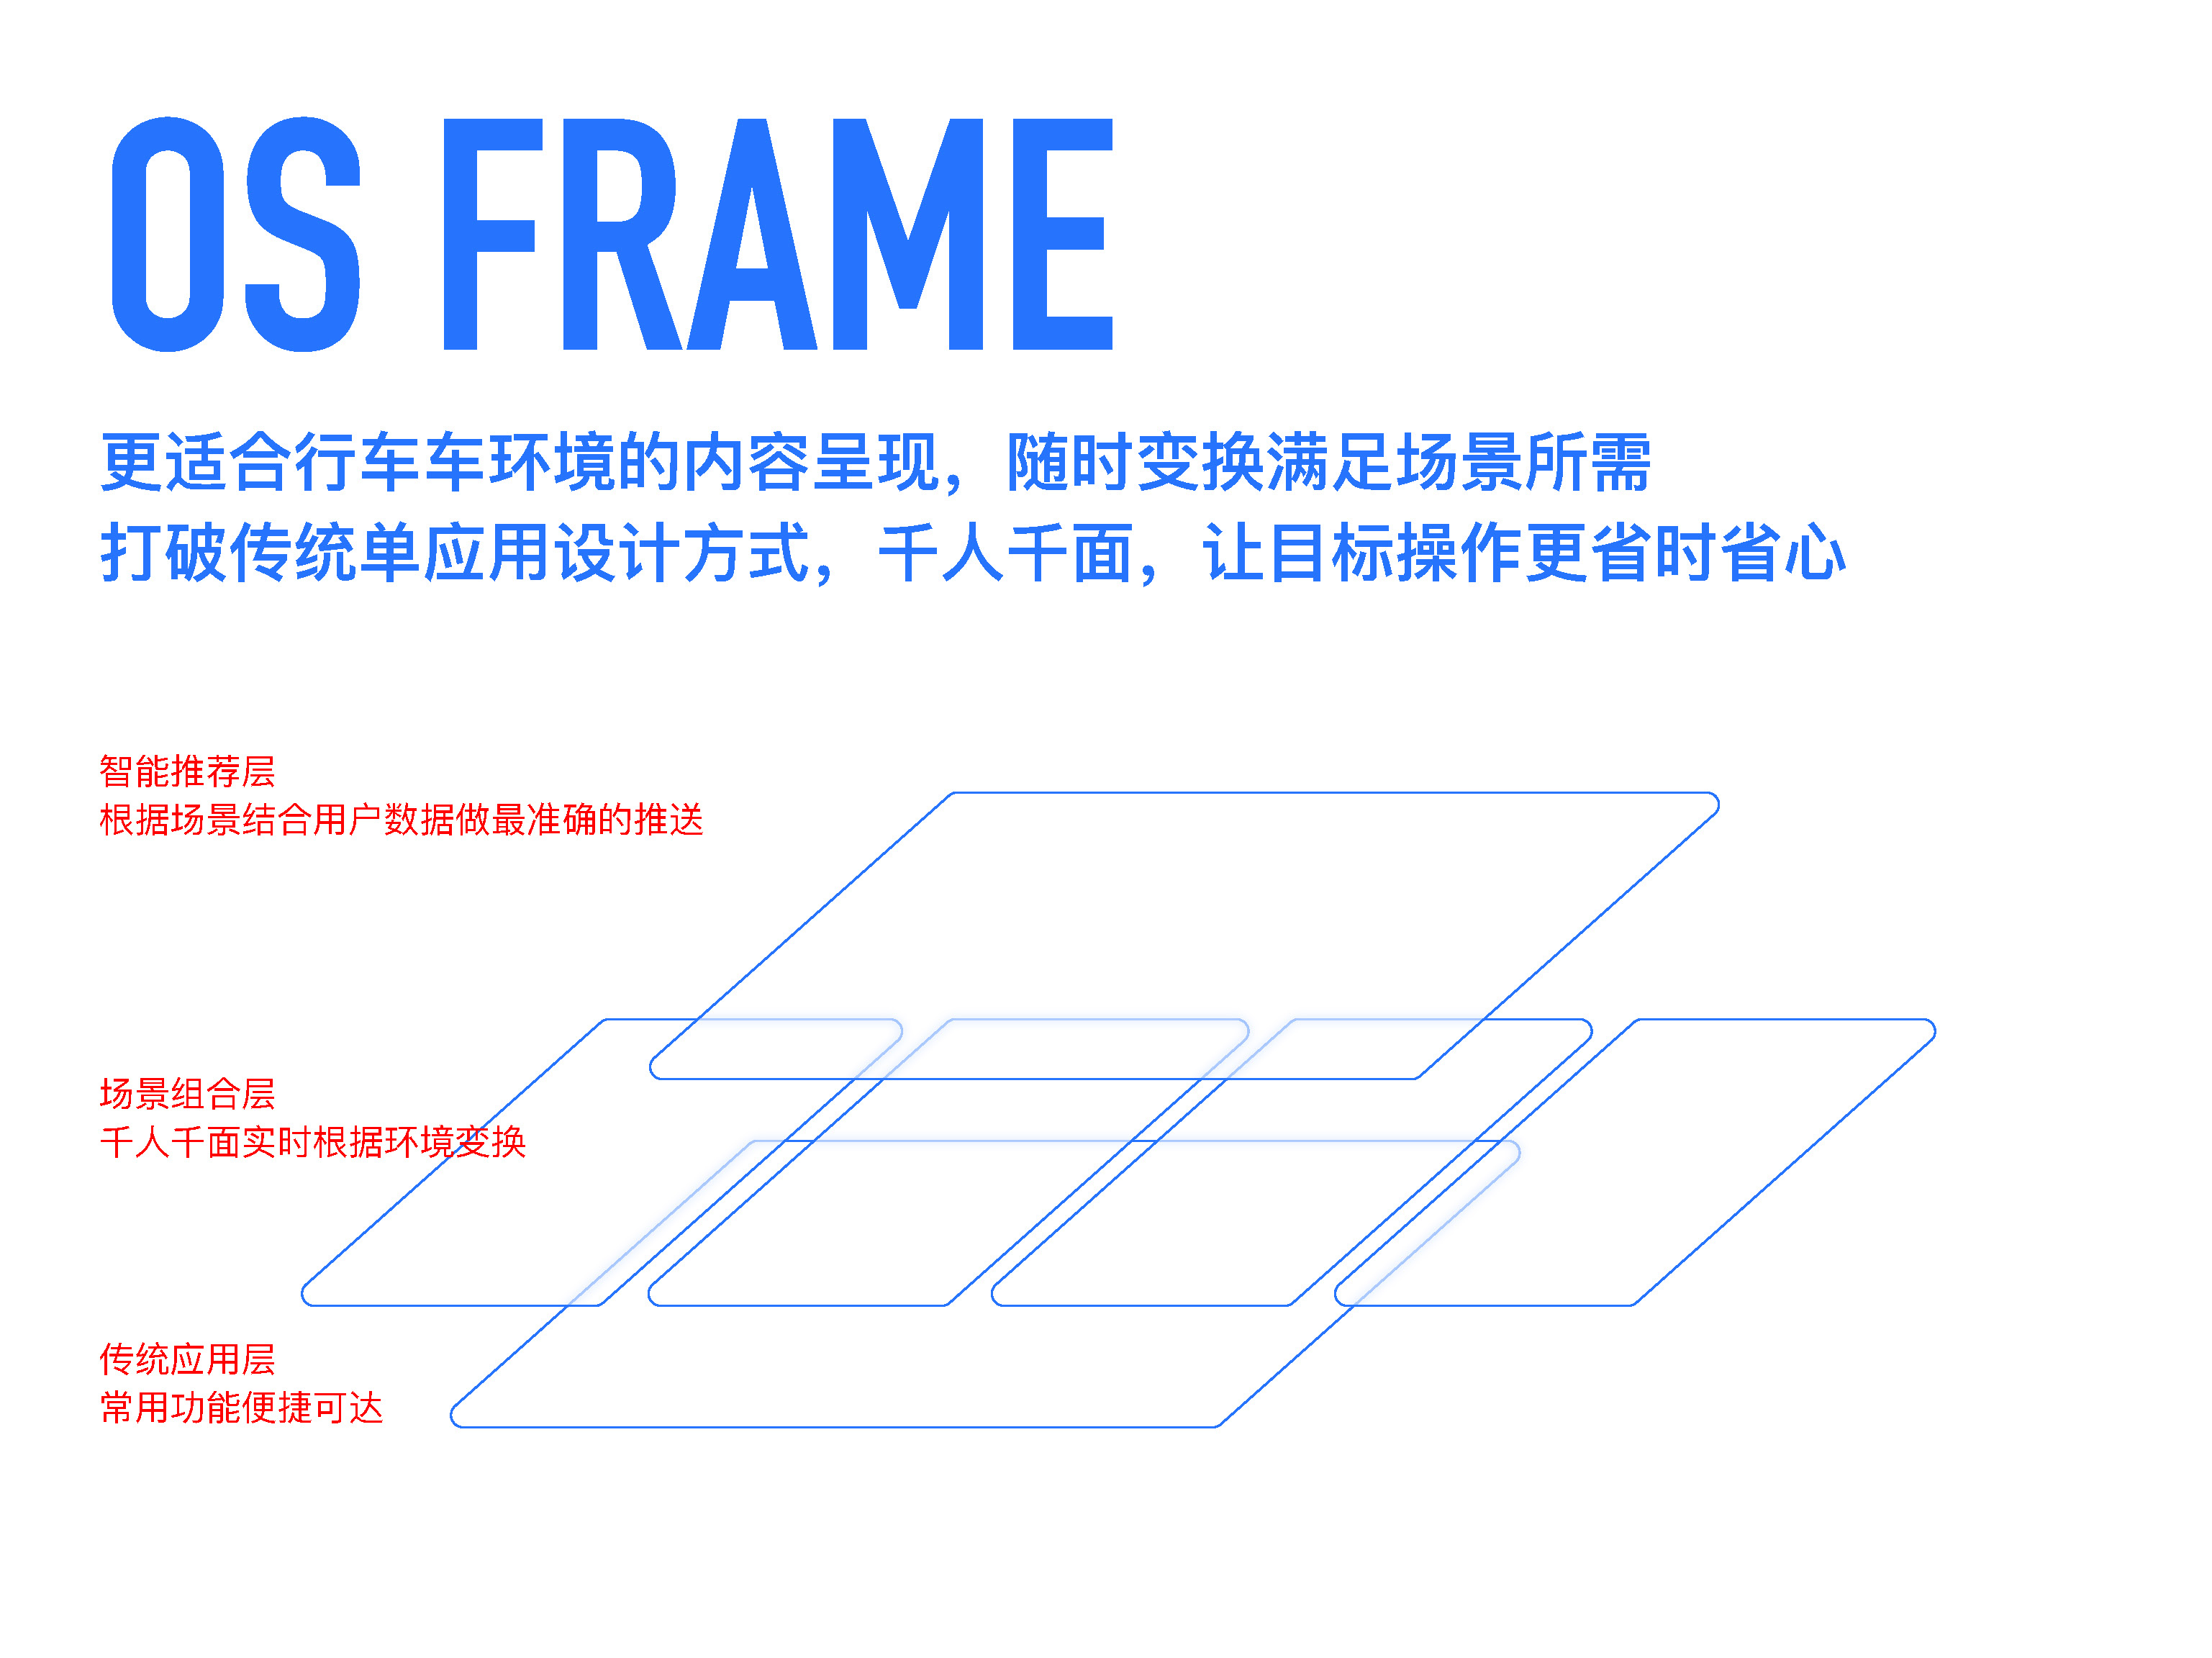 OS FRAME
更适合行车车环境的内容呈现，随时变换满足场景所需
打破传统单应用设计方式，千人千面，让目标操作更省时省心
智能推荐层
根据场景结合用户数据做最准确的推送
场景组合层
千人千面实时根据环境变换
传统应用层
常用功能便捷可达